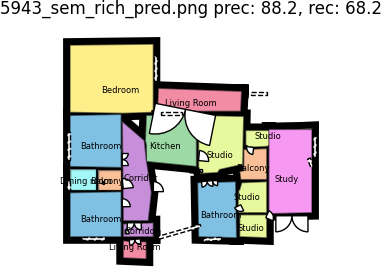 5943_sem_rich_pred.png prec: 88.2, rec: 68.2
Bedroom
Living Room
Studio
Bathroom
Kitchen
Studio
Balcony
Dining
Balcony
Corridor
Study
Studio
Bathroom
Bathroom
Corridor
Studio
Living Room